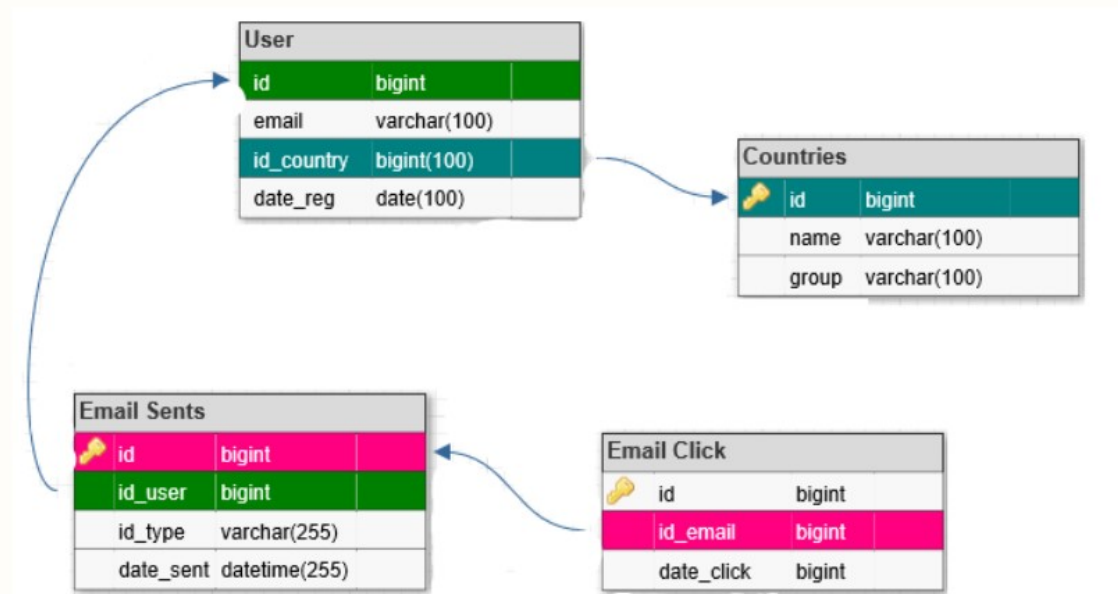 User
id bigint
email varchar(100)
id_country bigint(100)
date_reg date(100)
Countries
id bigint
name varchar(100)
group varchar(100)
Email Sents
id bigint
id_user bigint
id_type varchar(255)
date_sent datetime(255)
Email Click
id bigint
id_email bigint
date_click bigint